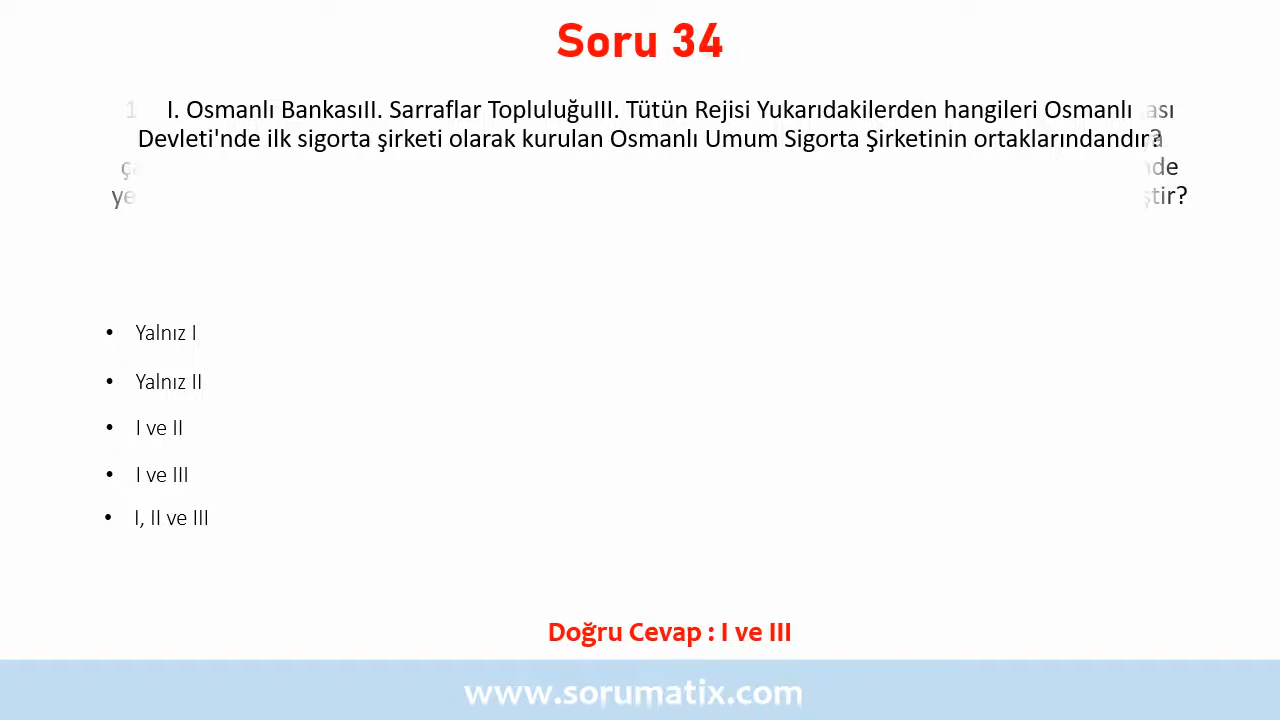 Soru 34
I. Osmanlı BankasıII. Sarraflar TopluluğuIII. Tütün Rejisi Yukarıdakilerden hangileri Osmanlı
Devleti'nde ilk sigorta şirketi olarak kurulan Osmanlı Umum Sigorta Şirketinin ortaklarındandır?
• Yalnız I
• Yalnız II
• I ve II
• I ve III
• I, II ve III
Doğru Cevap : I ve III
www.sorumatix.com